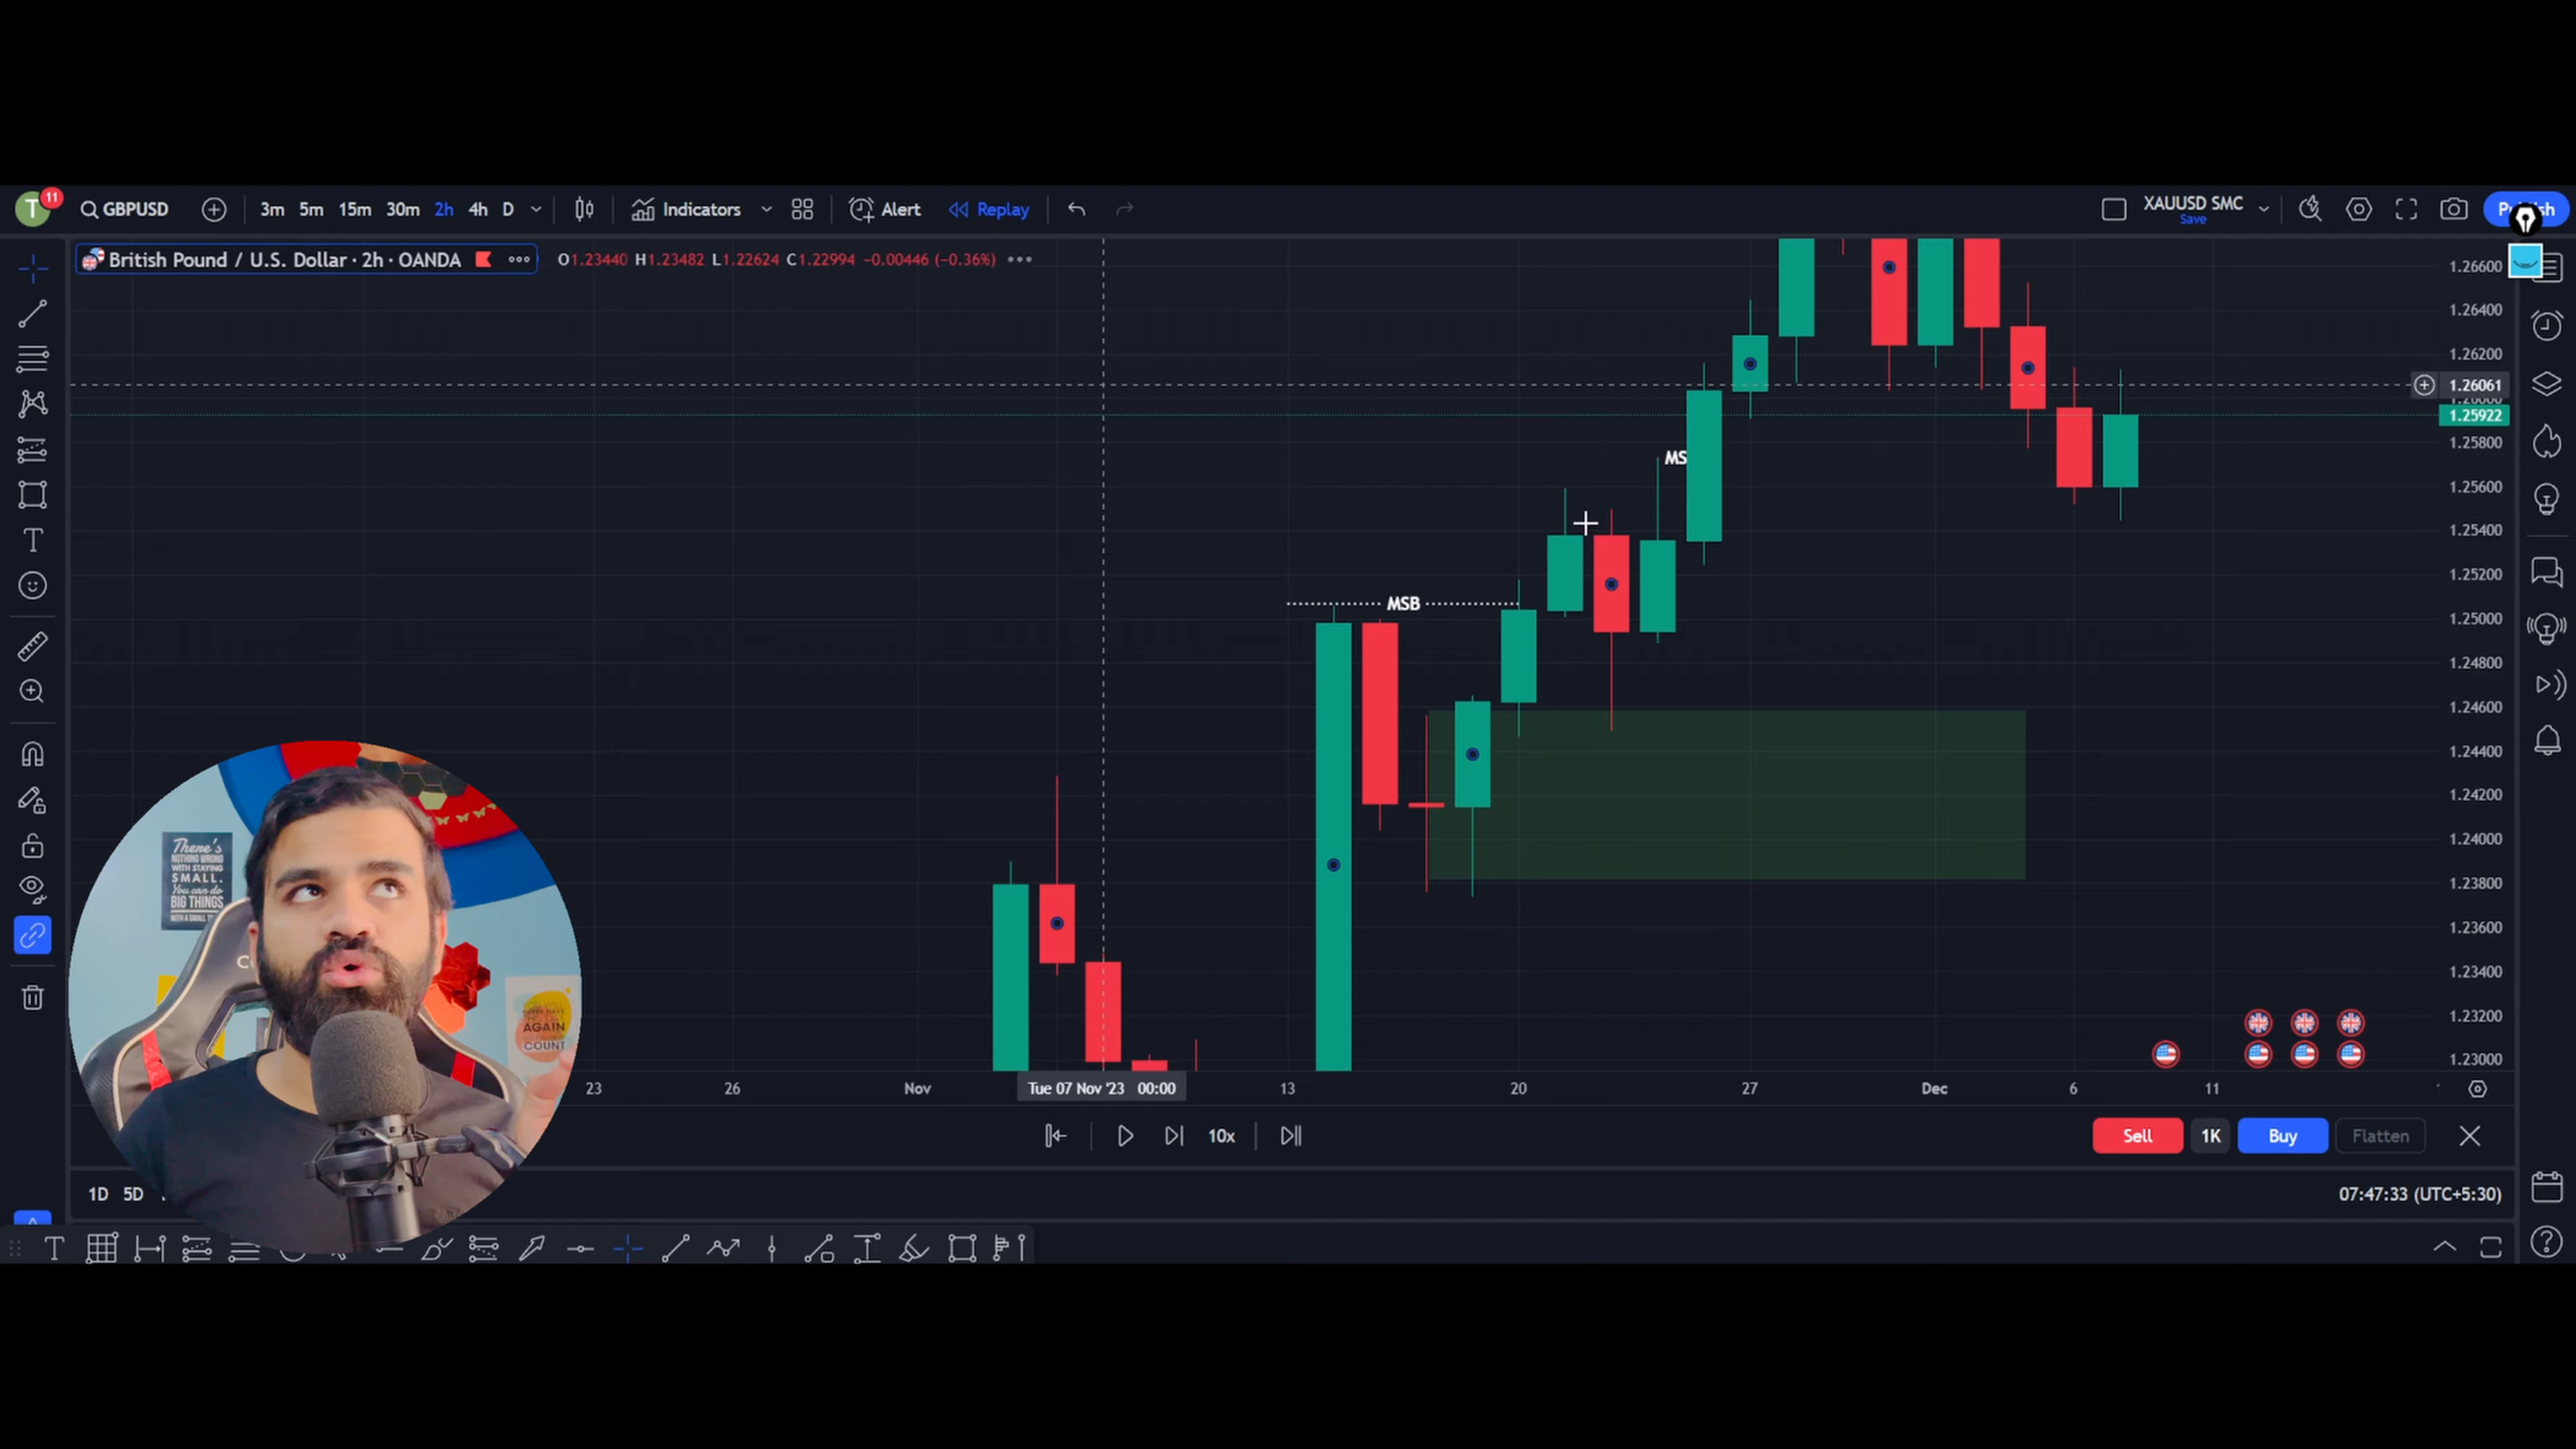 T 11 GBPUSD 3m 5m 15m 30m 2h 4h D Indicators Alert Replay XAUUSD SMC Save
British Pound / U.S. Dollar · 2h · OANDA O1.23440 H1.23482 L1.22624 C1.22994 −0.00446 (−0.36%)
1.26600
1.26400
1.26200
1.26061
1.25922
1.25800
1.25600
1.25400
1.25200
1.25000
1.24800
1.24600
1.24400
1.24200
1.24000
1.23800
1.23600
1.23400
1.23200
1.23000
MS
MSB
There's
NOTHING WRONG
WITH STAYING
SMALL.
You can do
BIG THINGS
WITH A SMALL
AGAIN
COUNT
23 26 Nov Tue 07 Nov '23 00:00 13 20 27 Dec 6 11
10x Sell 1K Buy Flatten
1D 5D 07:47:33 (UTC+5:30)